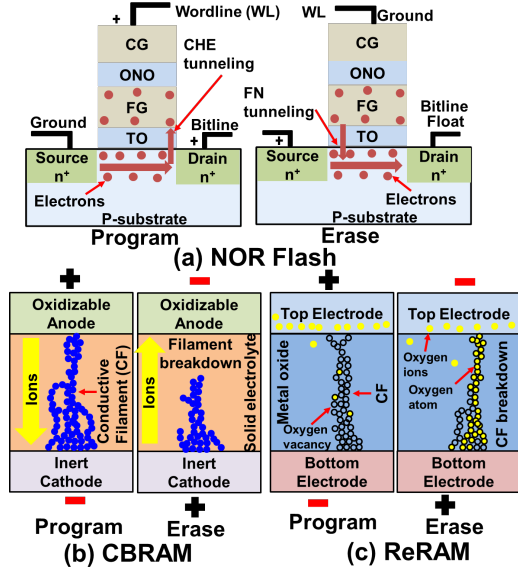 +
Wordline (WL)
CG
CHE
tunneling
ONO
FG
TO
Ground
Bitline
+
Source
n+
Drain
n+
Electrons
P-substrate
Program
WL
Ground
CG
ONO
FN
tunneling
FG
TO
Bitline
Float
+
Source
n+
Drain
n+
Electrons
P-substrate
Erase
(a) NOR Flash
+
Oxidizable
Anode
Ions
Conductive
Filament (CF)
Inert
Cathode
Program
Oxidizable
Anode
Filament
breakdown
Ions
Solid electrolyte
Inert
Cathode
+
Erase
(b) CBRAM
+
Top Electrode
Metal oxide
CF
Oxygen
vacancy
Bottom
Electrode
Program
Top Electrode
Oxygen
ions
Oxygen
atom
CF breakdown
Bottom
Electrode
+
Erase
(c) ReRAM